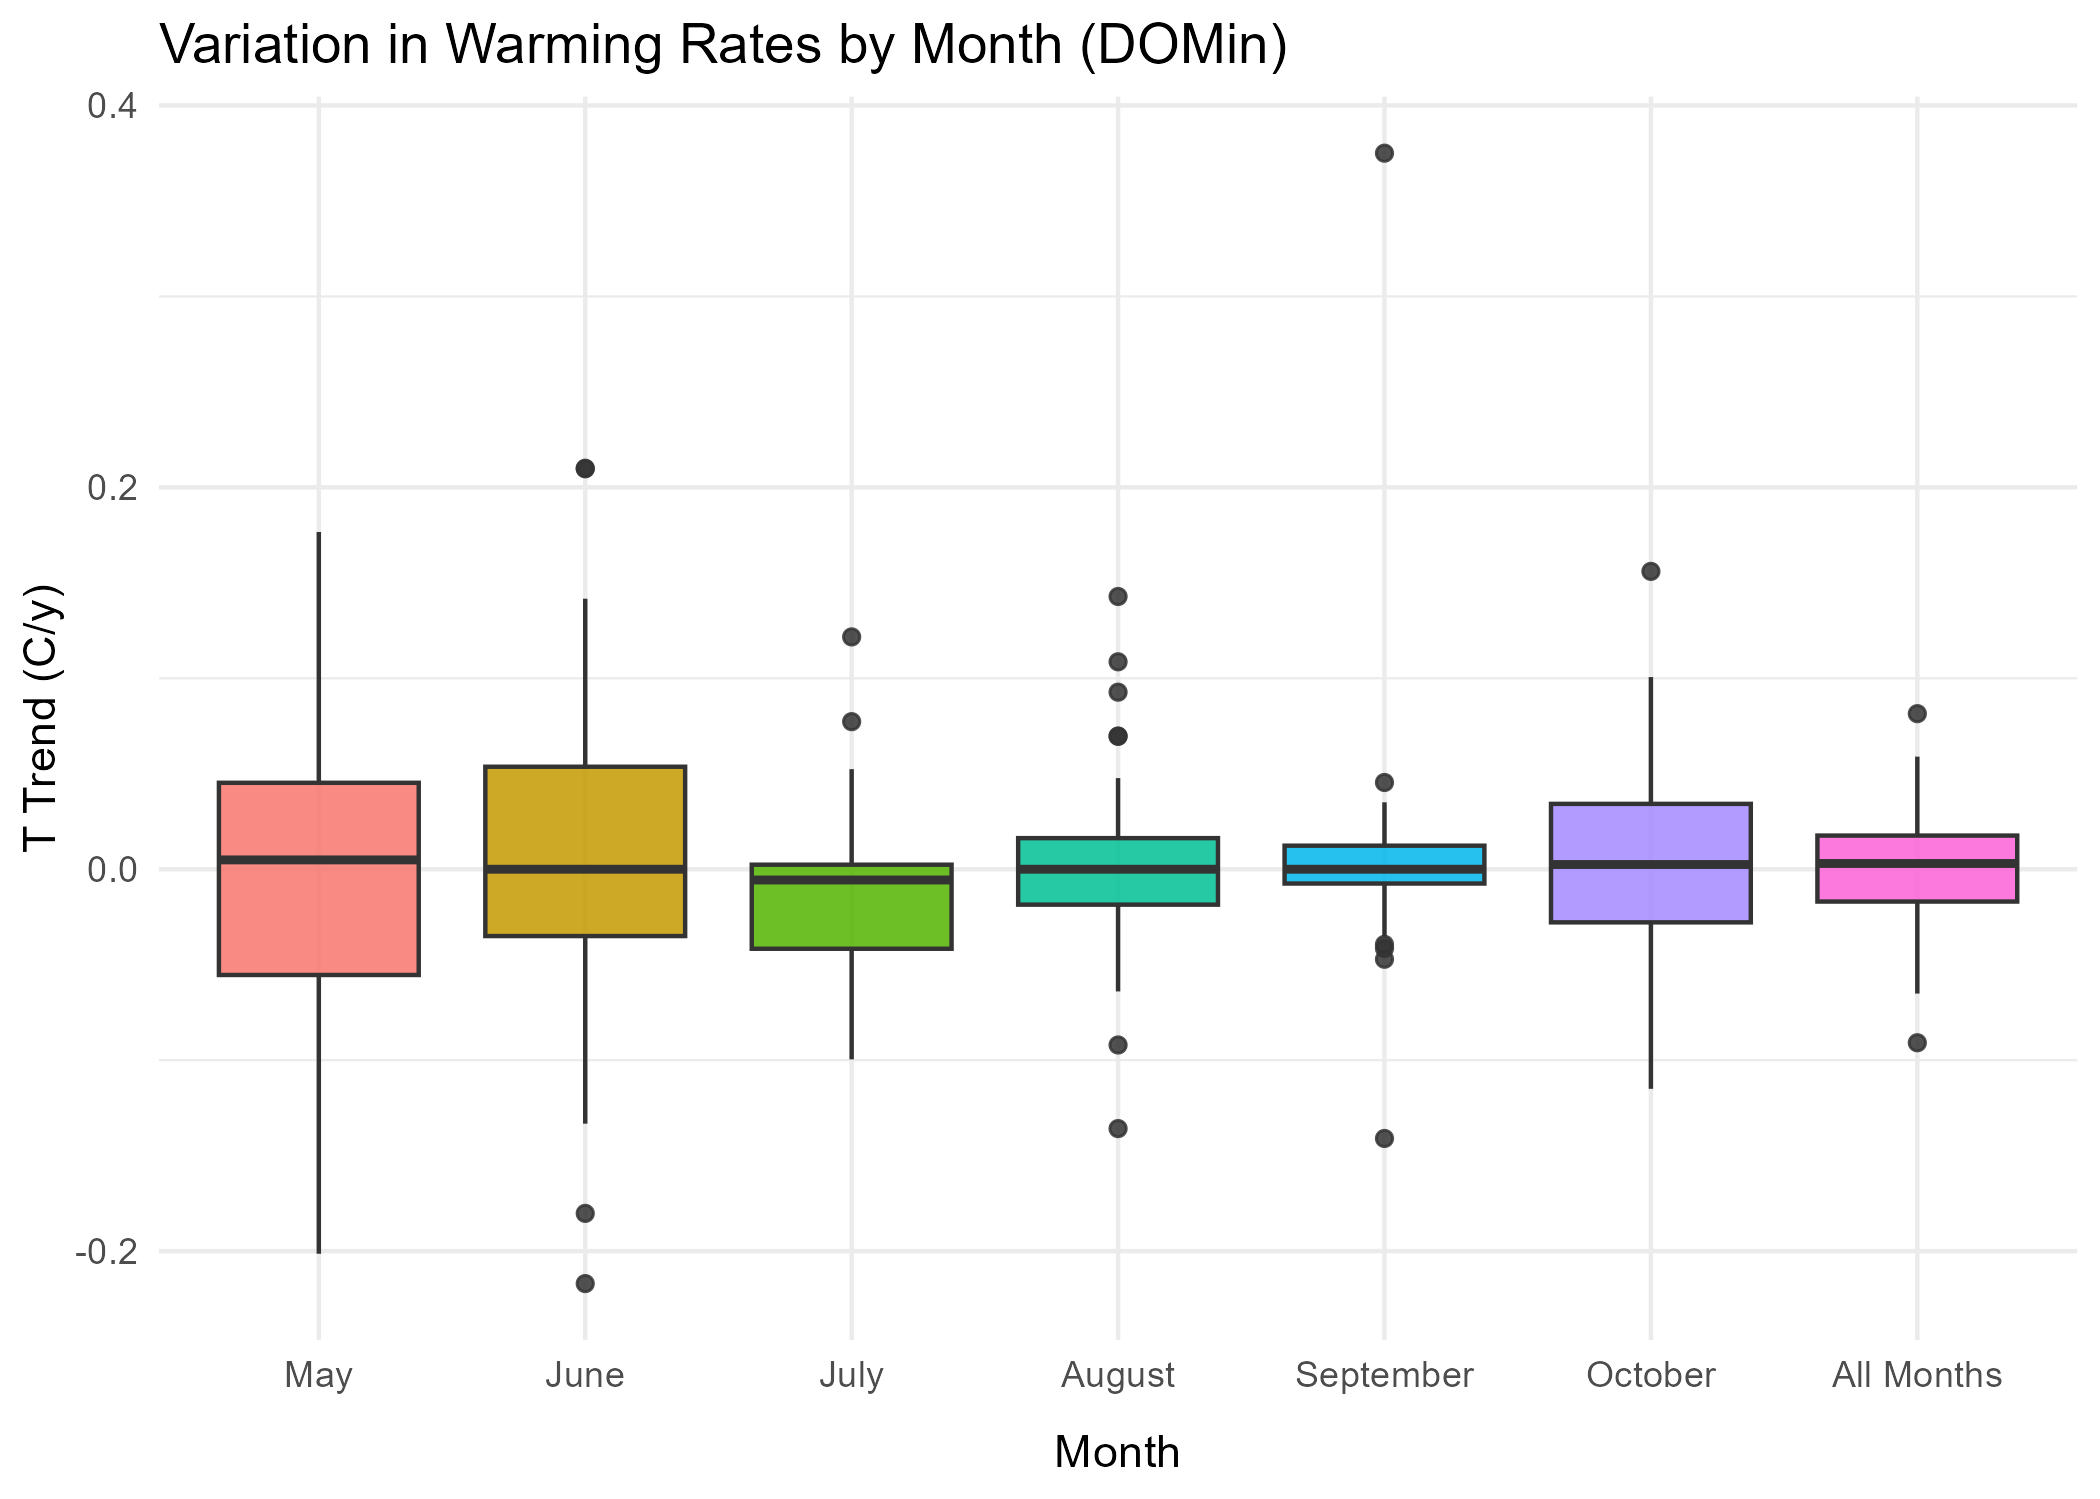 Variation in Warming Rates by Month (DOMin)
T Trend (C/y)
0.4
0.2
0.0
-0.2
May
June
July
August
September
October
All Months
Month